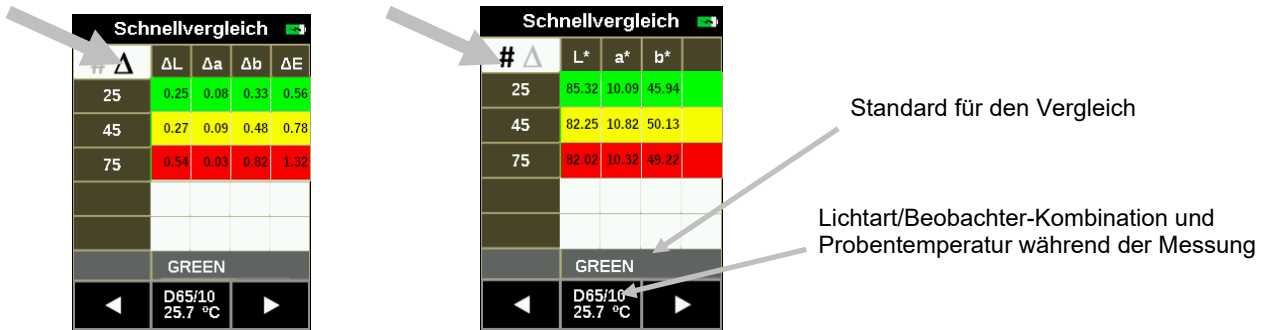 Schnellvergleich
# Δ ΔL Δa Δb ΔE
25 0.25 0.08 0.33 0.56
45 0.27 0.09 0.48 0.78
75 0.54 0.03 0.82 1.32
GREEN
D65/10
25.7 ºC
Schnellvergleich
# Δ L* a* b*
25 85.32 10.09 45.94
45 82.25 10.82 50.13
75 82.02 10.32 49.22
GREEN
D65/10
25.7 ºC
Standard für den Vergleich
Lichtart/Beobachter-Kombination und
Probentemperatur während der Messung